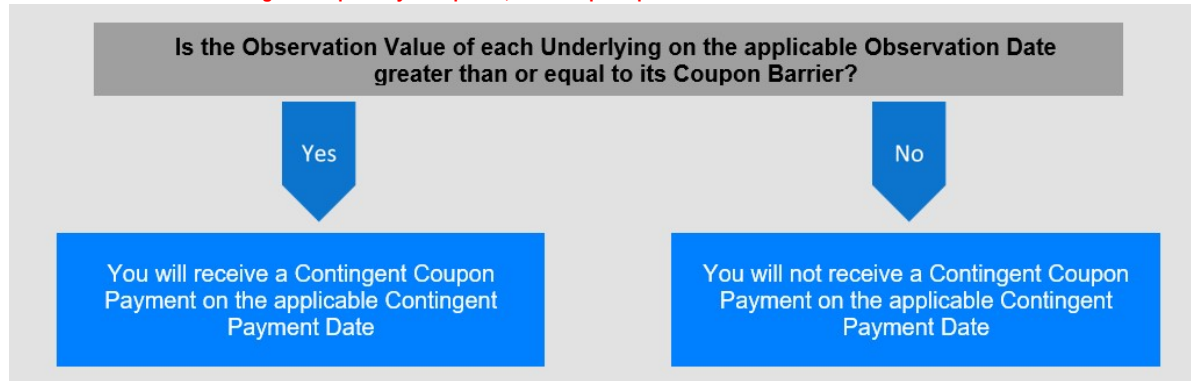 Is the Observation Value of each Underlying on the applicable Observation Date
greater than or equal to its Coupon Barrier?
Yes
No
You will receive a Contingent Coupon
Payment on the applicable Contingent
Payment Date
You will not receive a Contingent Coupon
Payment on the applicable Contingent
Payment Date